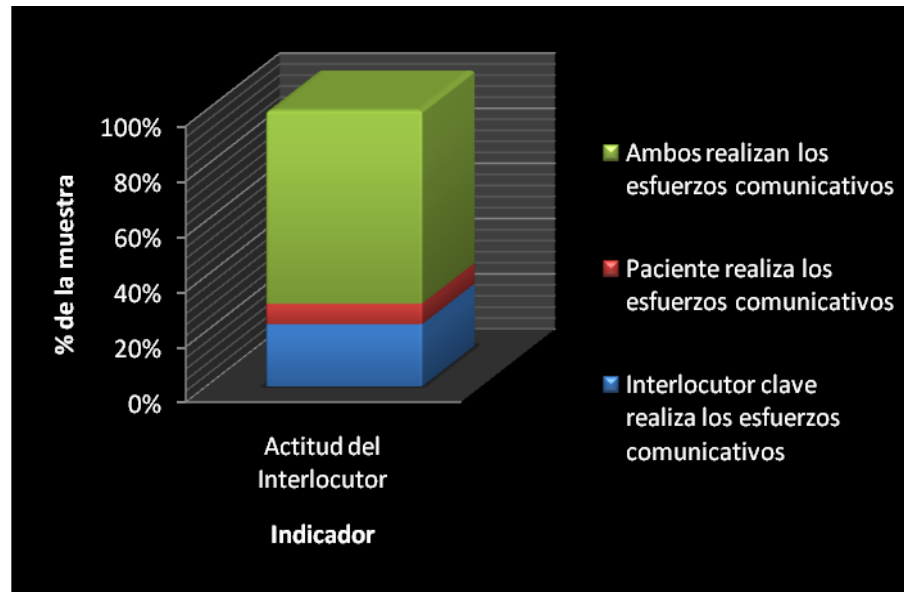 100%
80%
60%
40%
20%
0%
% de la muestra
Actitud del
Interlocutor
Indicador
Ambos realizan los
esfuerzos comunicativos
Paciente realiza los
esfuerzos comunicativos
Interlocutor clave
realiza los esfuerzos
comunicativos